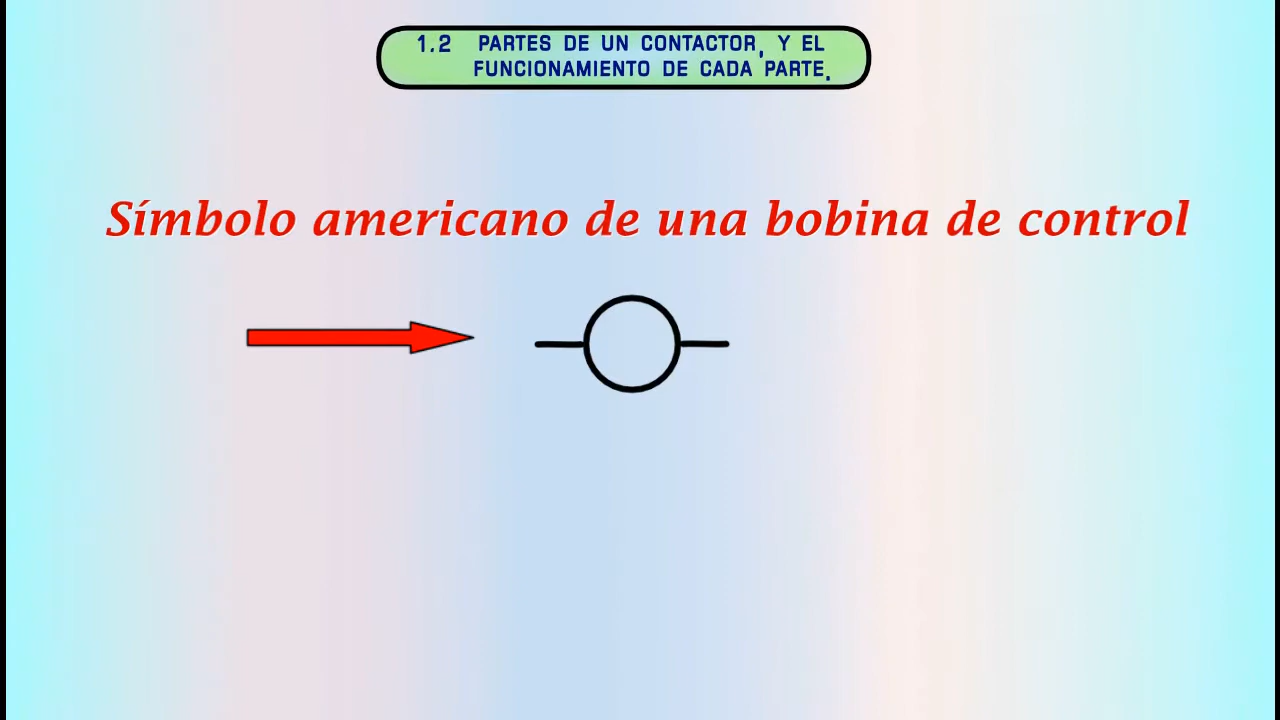 1.2 PARTES DE UN CONTACTOR, Y EL
FUNCIONAMIENTO DE CADA PARTE.
Símbolo americano de una bobina de control